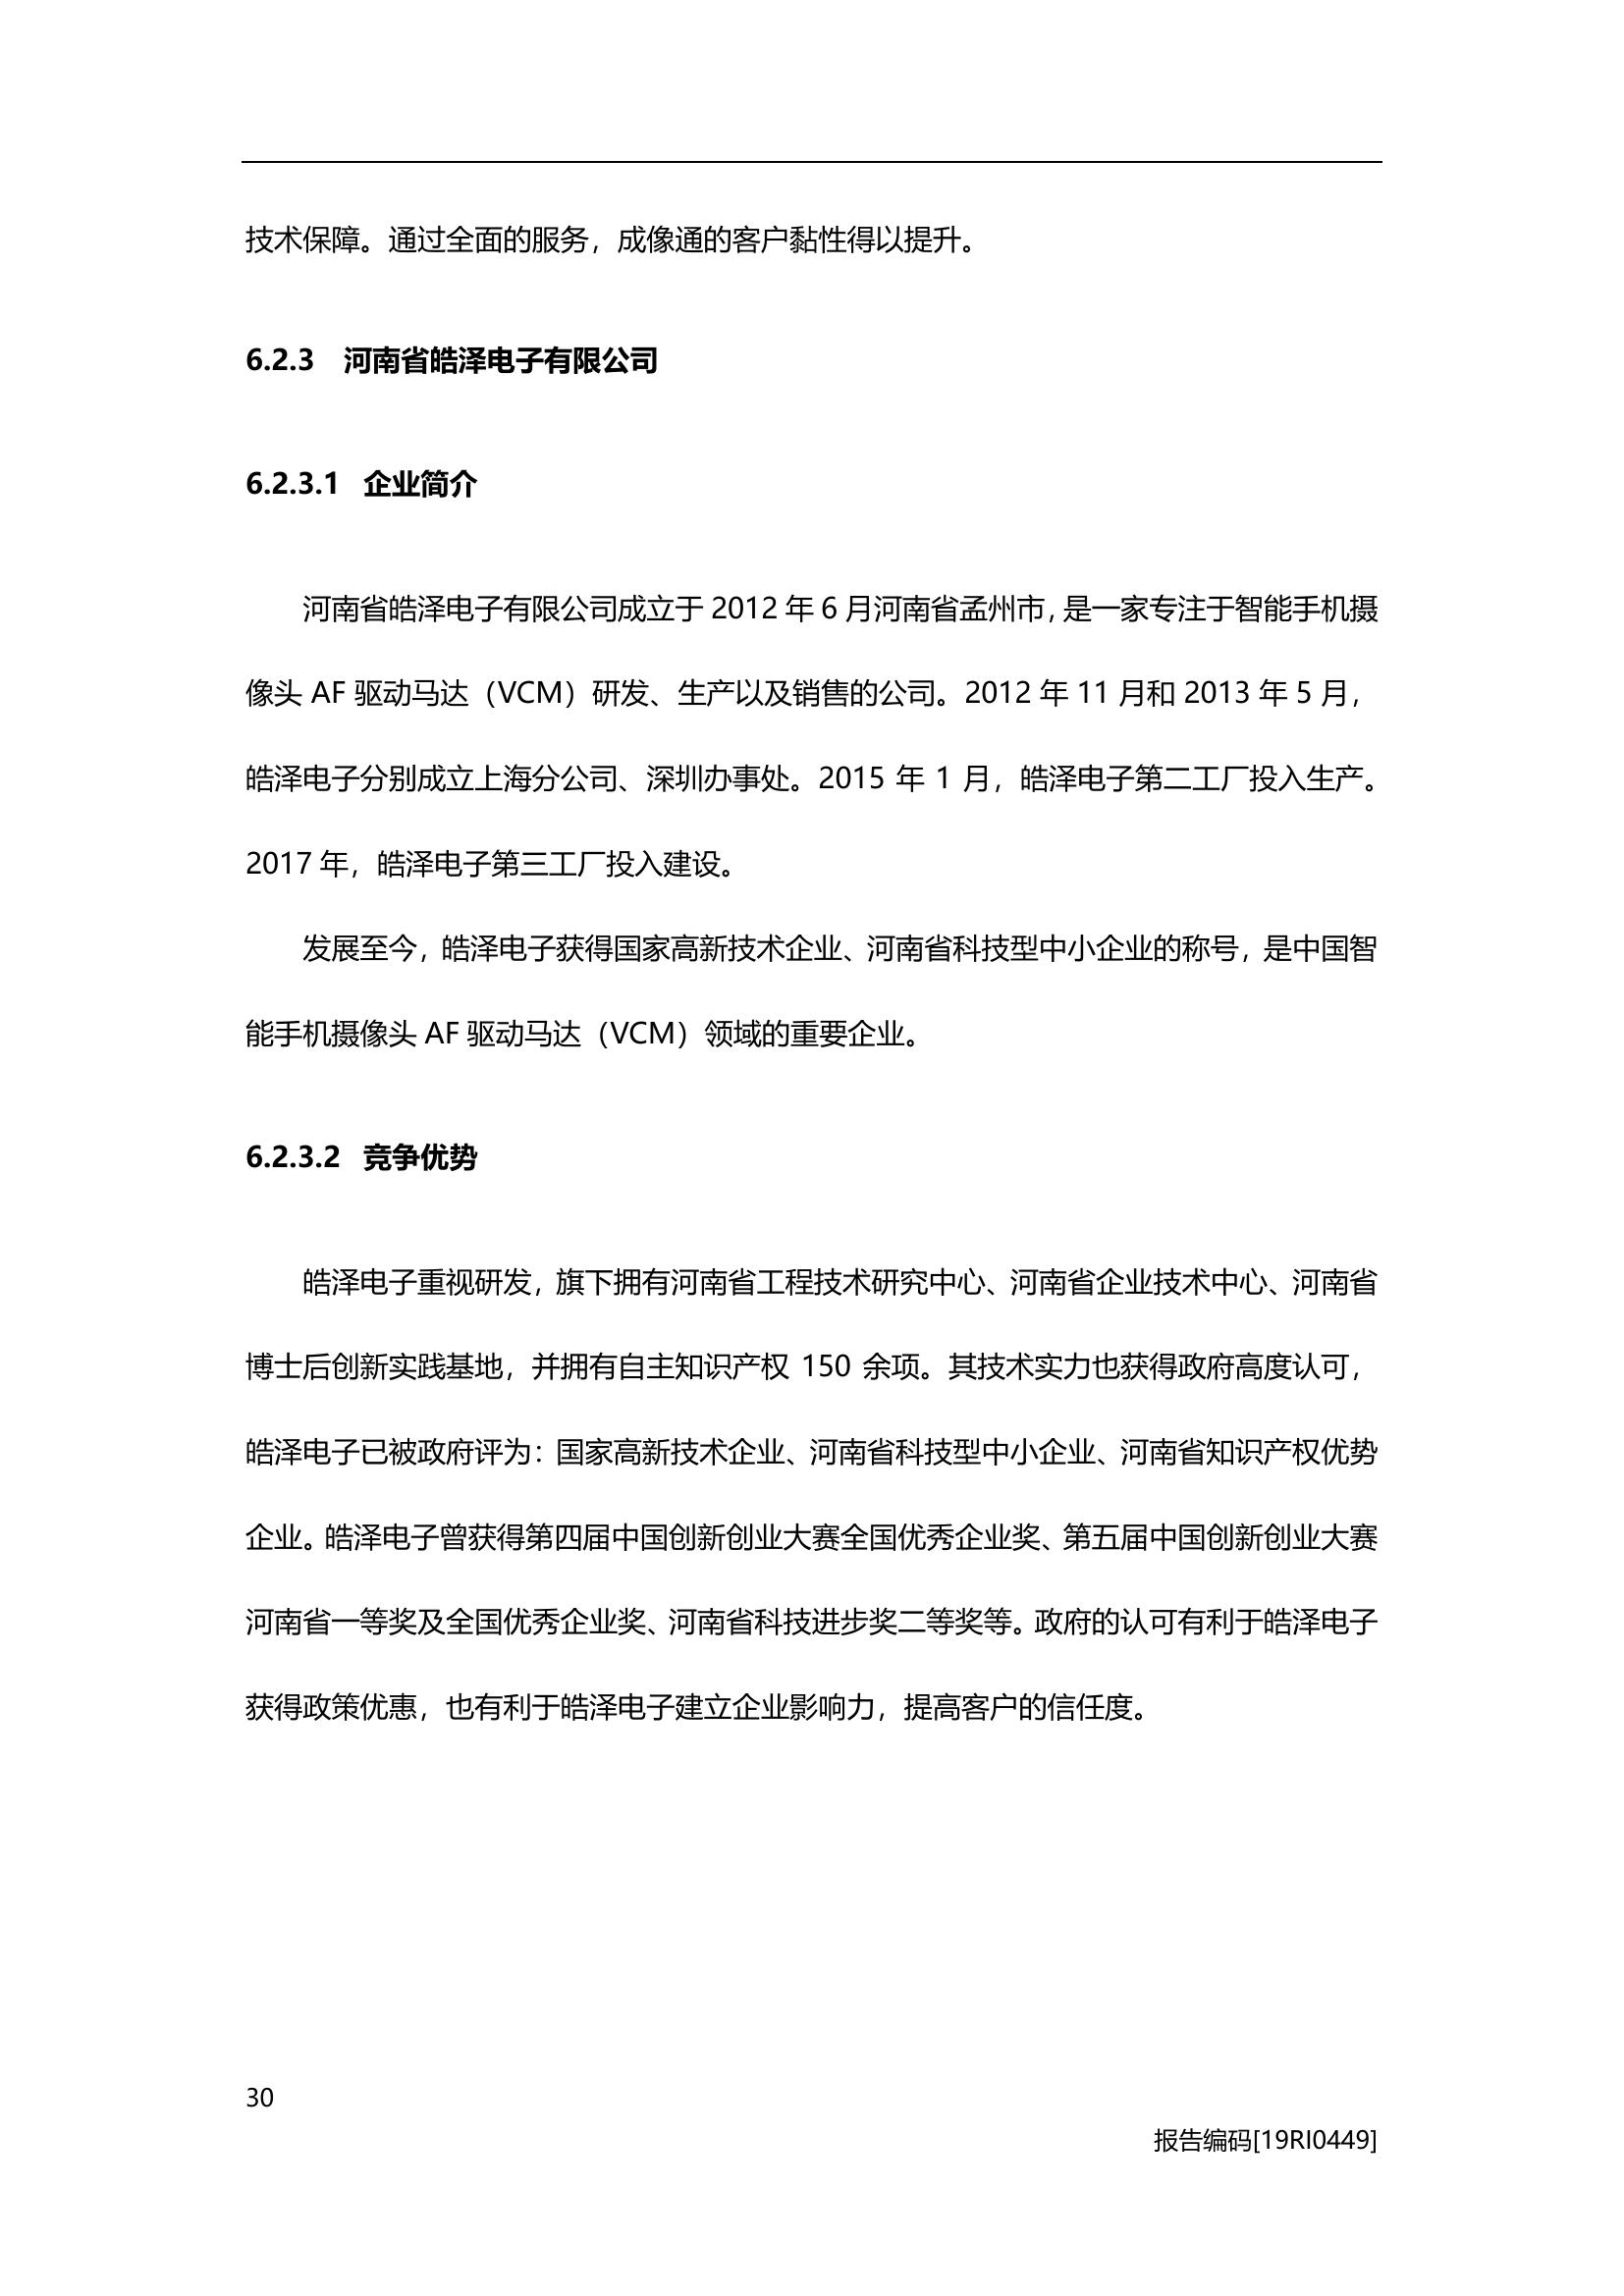 技术保障。通过全面的服务，成像通的客户黏性得以提升。
6.2.3 河南省皓泽电子有限公司
6.2.3.1 企业简介
河南省皓泽电子有限公司成立于 2012 年 6 月河南省孟州市，是一家专注于智能手机摄
像头 AF 驱动马达（VCM）研发、生产以及销售的公司。2012 年 11 月和 2013 年 5 月，
皓泽电子分别成立上海分公司、深圳办事处。2015 年 1 月，皓泽电子第二工厂投入生产。
2017 年，皓泽电子第三工厂投入建设。
发展至今，皓泽电子获得国家高新技术企业、河南省科技型中小企业的称号，是中国智
能手机摄像头 AF 驱动马达（VCM）领域的重要企业。
6.2.3.2 竞争优势
皓泽电子重视研发，旗下拥有河南省工程技术研究中心、河南省企业技术中心、河南省
博士后创新实践基地，并拥有自主知识产权 150 余项。其技术实力也获得政府高度认可，
皓泽电子已被政府评为：国家高新技术企业、河南省科技型中小企业、河南省知识产权优势
企业。皓泽电子曾获得第四届中国创新创业大赛全国优秀企业奖、第五届中国创新创业大赛
河南省一等奖及全国优秀企业奖、河南省科技进步奖二等奖等。政府的认可有利于皓泽电子
获得政策优惠，也有利于皓泽电子建立企业影响力，提高客户的信任度。
30
报告编码[19RI0449]